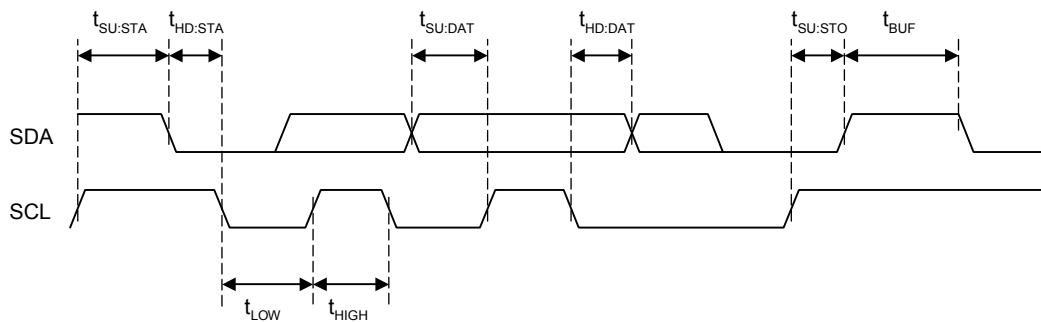 tSU:STA tHD:STA tSU:DAT tHD:DAT tSU:STO tBUF
SDA
SCL
tLOW tHIGH